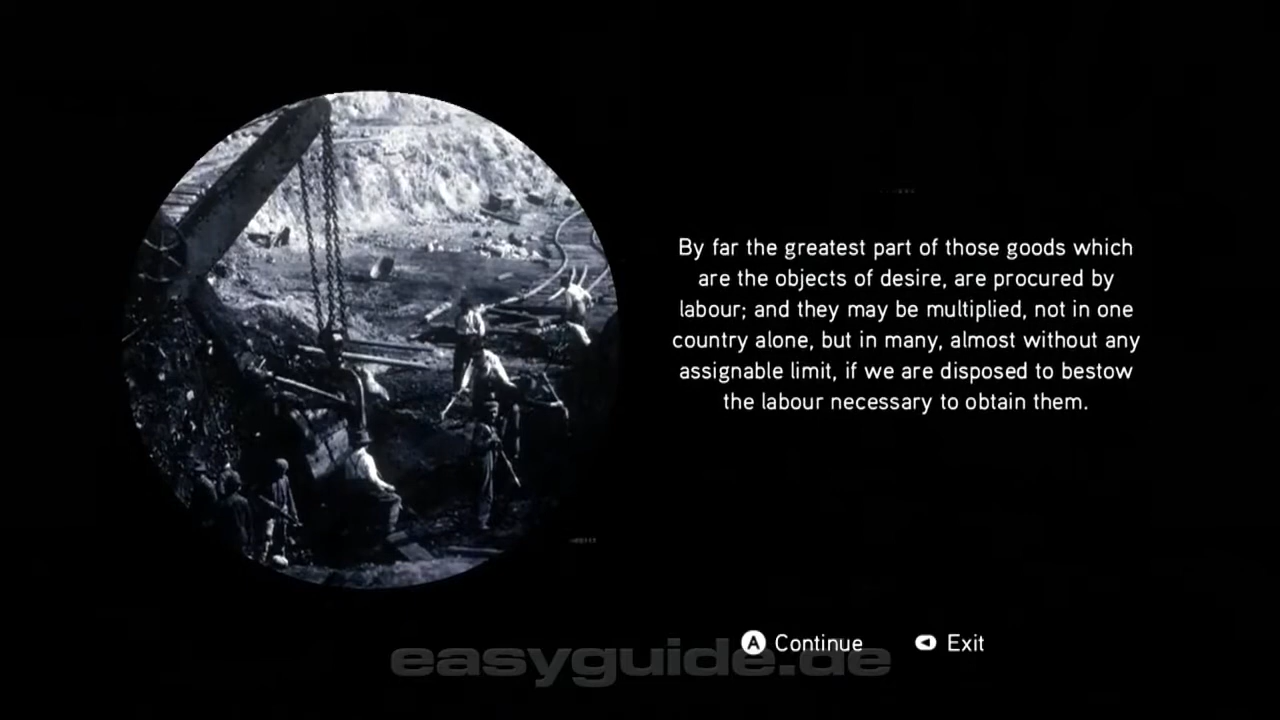 By far the greatest part of those goods which
are the objects of desire, are procured by
labour; and they may be multiplied, not in one
country alone, but in many, almost without any
assignable limit, if we are disposed to bestow
the labour necessary to obtain them.
A Continue
Exit
easyguide.de